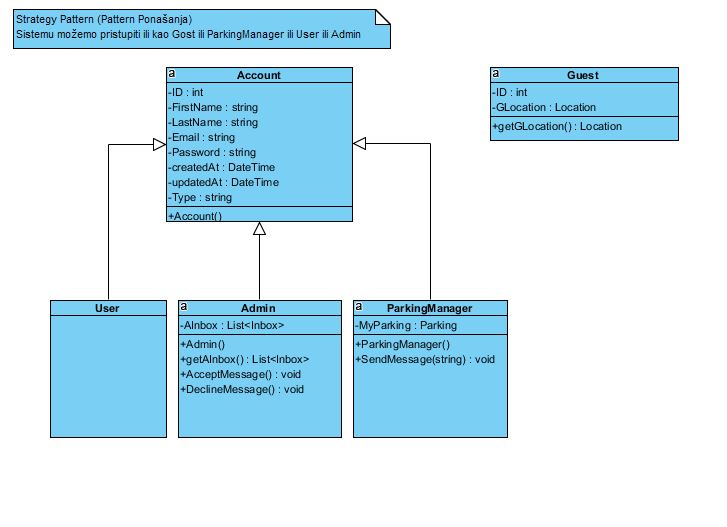 Strategy Pattern (Pattern Ponašanja)
Sistemu možemo pristupiti ili kao Gost ili ParkingManager ili User ili Admin
a
Account
-ID : int
-FirstName : string
-LastName : string
-Email : string
-Password : string
-createdAt : DateTime
-updatedAt : DateTime
-Type : string
+Account()
a
Guest
-ID : int
-GLocation : Location
+getGLocation() : Location
User
a
Admin
-AInbox : List<Inbox>
+Admin()
+getAInbox() : List<Inbox>
+AcceptMessage() : void
+DeclineMessage() : void
a
ParkingManager
-MyParking : Parking
+ParkingManager()
+SendMessage(string) : void